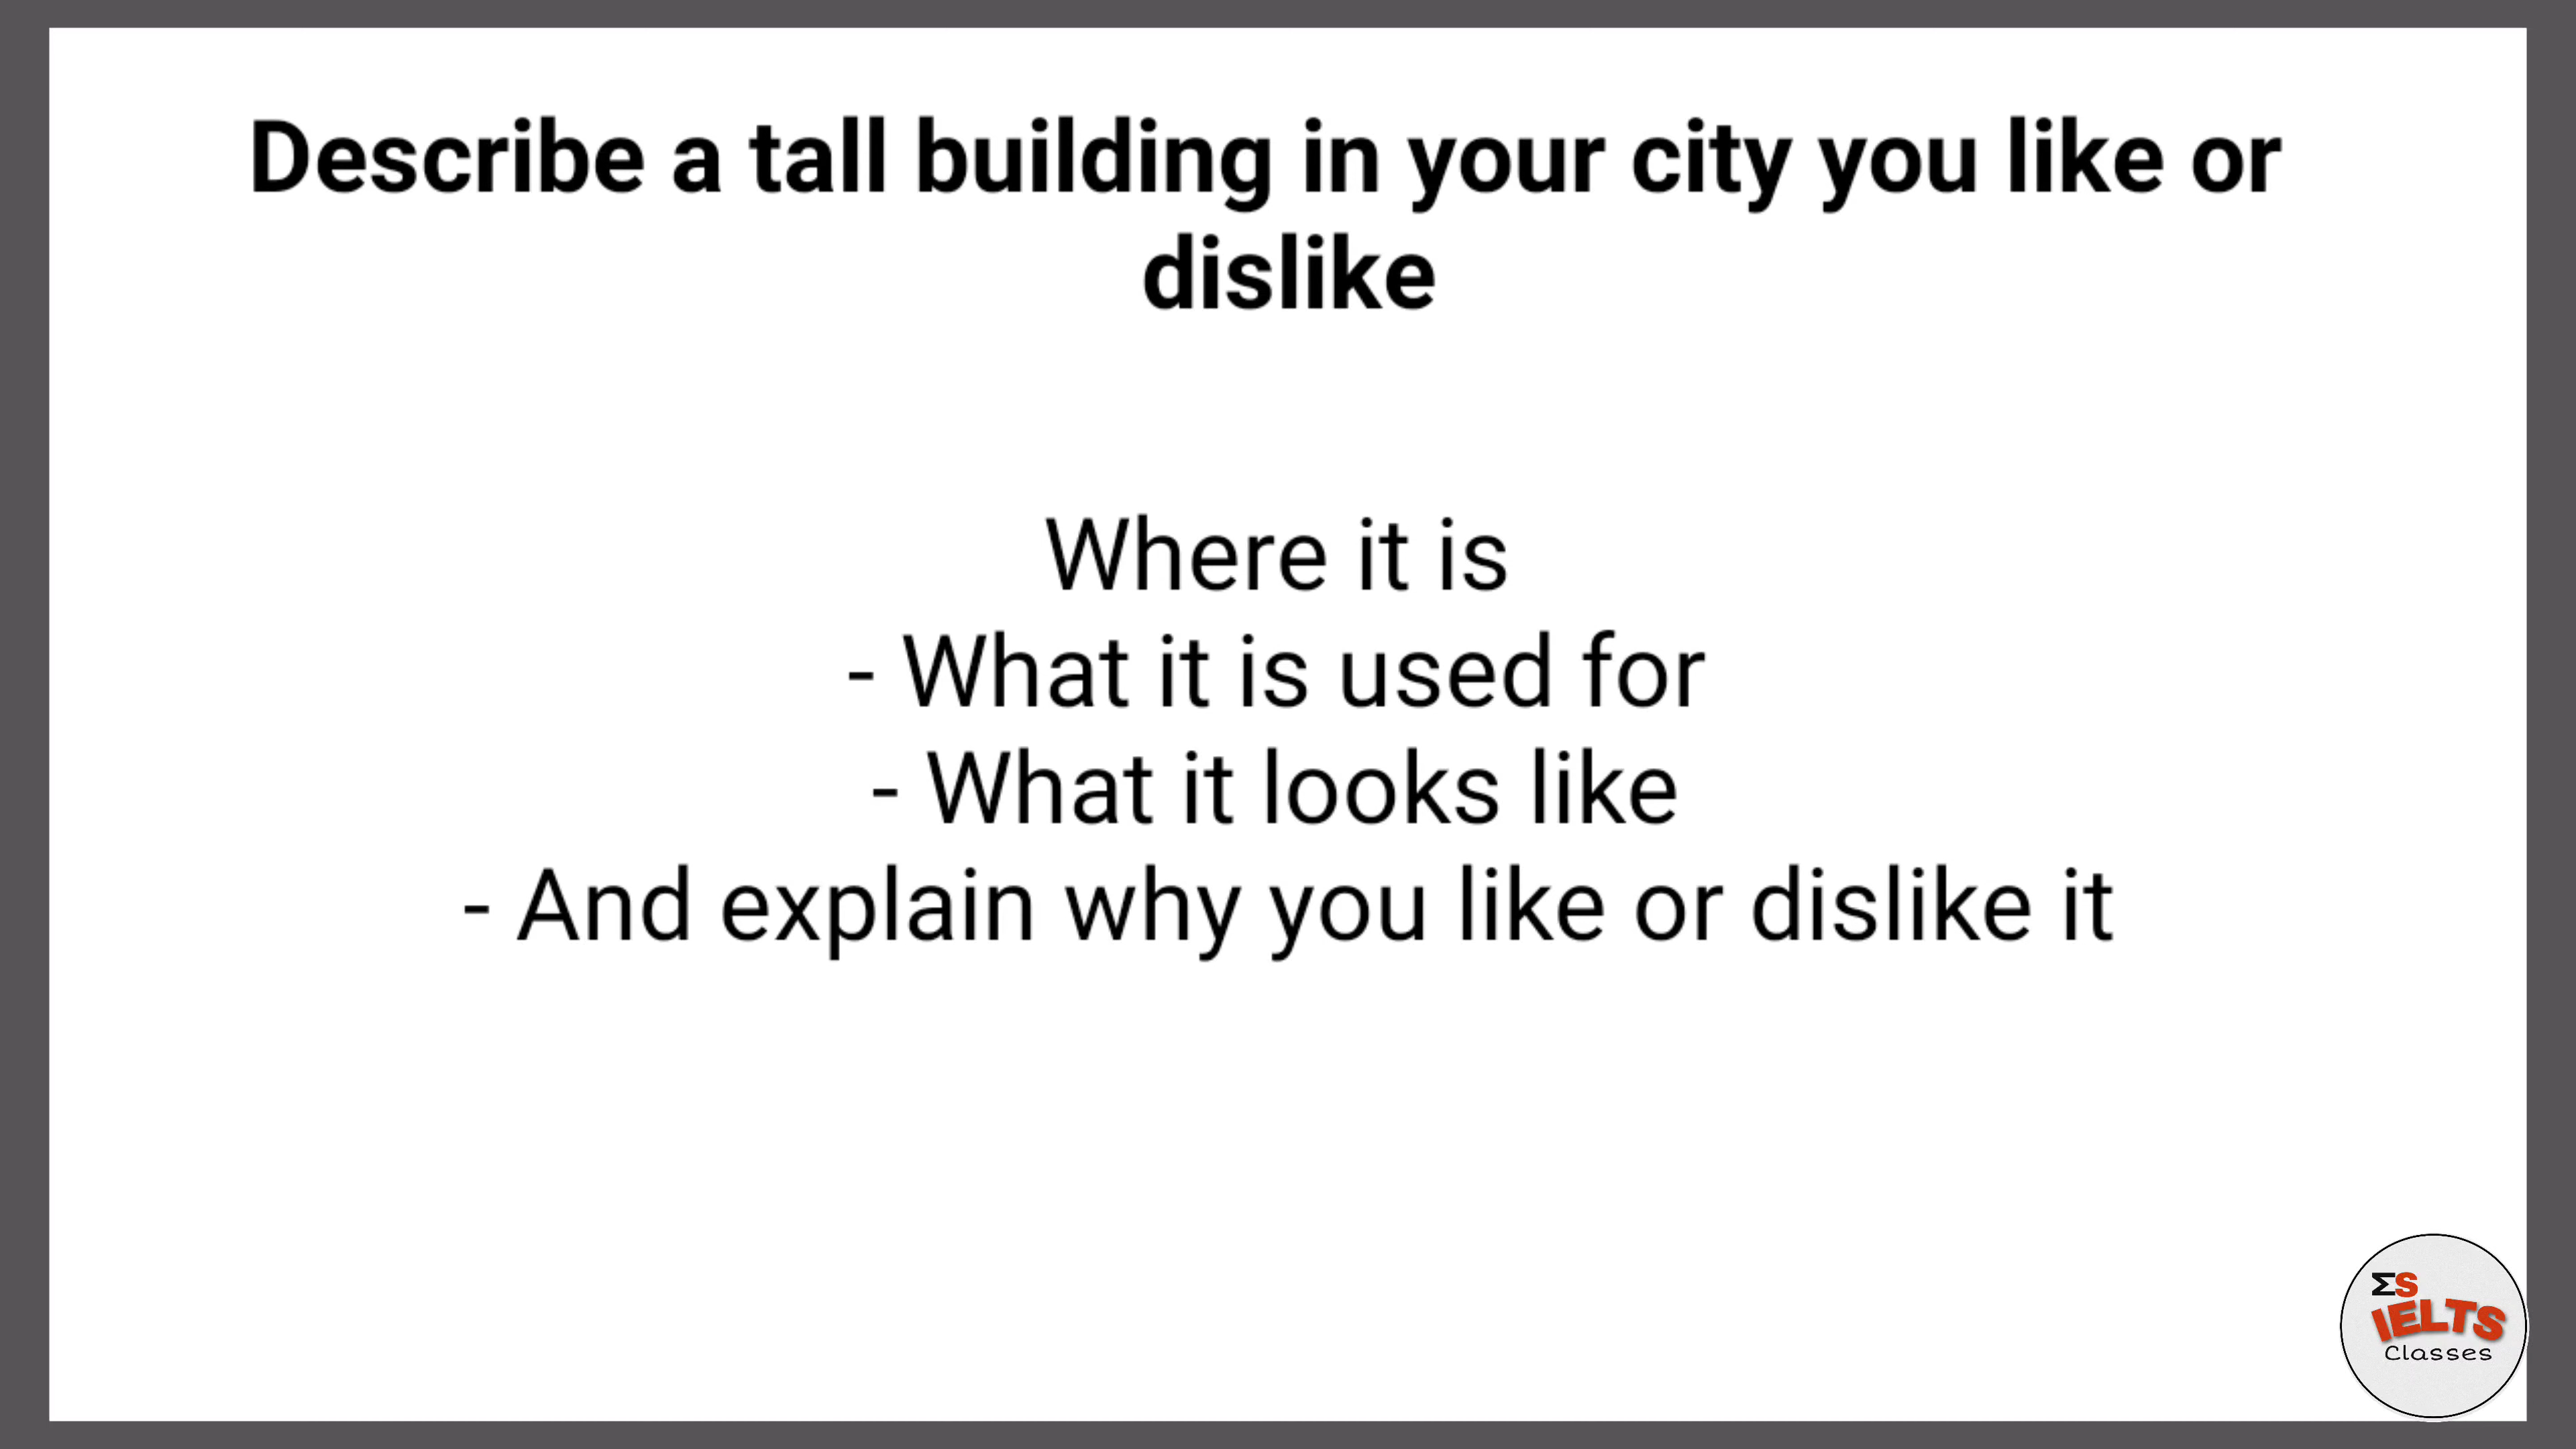 Describe a tall building in your city you like or
dislike
Where it is
- What it is used for
- What it looks like
- And explain why you like or dislike it
ΣS
IELTS
Classes